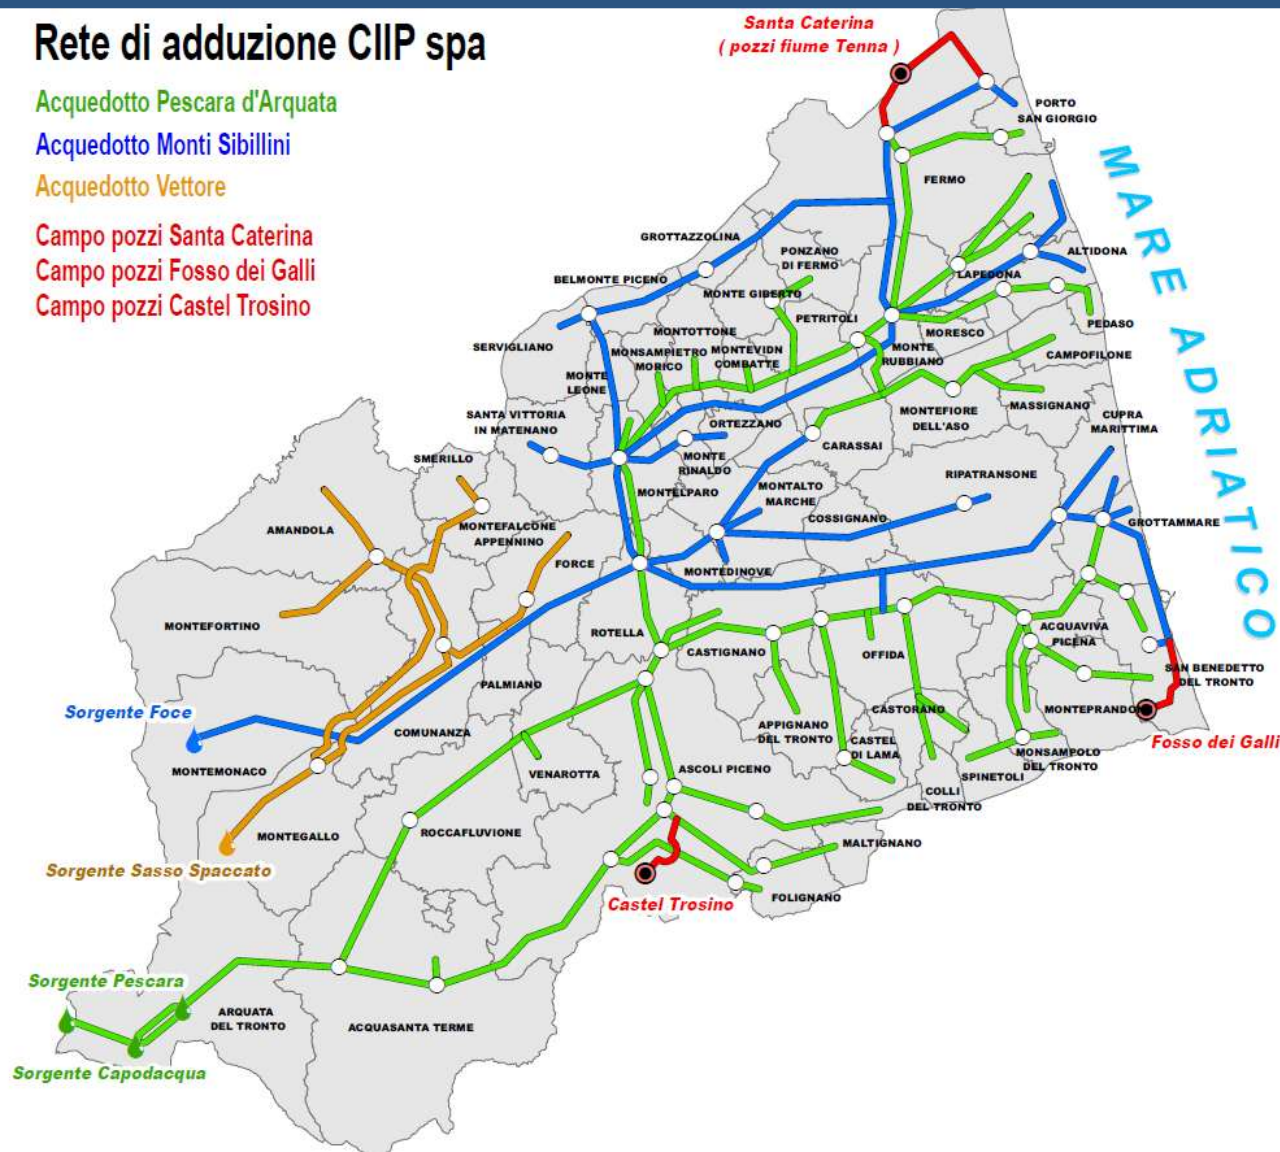 Rete di adduzione CIIP spa
Acquedotto Pescara d'Arquata
Acquedotto Monti Sibillini
Acquedotto Vettore
Campo pozzi Santa Caterina
Campo pozzi Fosso dei Galli
Campo pozzi Castel Trosino
Santa Caterina
( pozzi fiume Tenna )
PORTO
SAN GIORGIO
MARE ADRIATICO
FERMO
GROTTAZZOLINA
PONZANO
DI FERMO
ALTIDONA
BELMONTE PICENO
LAPEDONA
MONTE GIBERTO
PETRITOLI
PEDASO
MONTOTTONE
MORESCO
SERVIGLIANO
MONSAMPIETRO
MORICO
MONTEVIDN
COMBATTE
MONTE
RUBBIANO
CAMPOFILONE
MONTE
LEONE
SANTA VITTORIA
IN MATENANO
ORTEZZANO
MONTEFIORE
DELL'ASO
MASSIGNANO
CUPRA
MARITTIMA
CARASSAI
SMERILLO
MONTE
RINALDO
RIPATRANSONE
MONTELPARO
MONTALTO
MARCHE
AMANDOLA
MONTEFALCONE
APPENNINO
COSSIGNANO
GROTTAMMARE
FORCE
MONTEDINOVE
MONTEFORTINO
ROTELLA
CASTIGNANO
OFFIDA
ACQUAVIVA
PICENA
SAN BENEDETTO
DEL TRONTO
PALMIANO
Sorgente Foce
CASTORANO
MONTEPRANDON
COMUNANZA
APPIGNANO
DEL TRONTO
CASTEL
DI LAMA
Fosso dei Galli
MONTEMONACO
VENAROTTA
ASCOLI PICENO
MONSAMPOLO
DEL TRONTO
SPINETOLI
COLLI
DEL TRONTO
MONTEGALLO
ROCCAFLUVIONE
MALTIGNANO
Sorgente Sasso Spaccato
Castel Trosino
FOLIGNANO
Sorgente Pescara
ARQUATA
DEL TRONTO
ACQUASANTA TERME
Sorgente Capodacqua